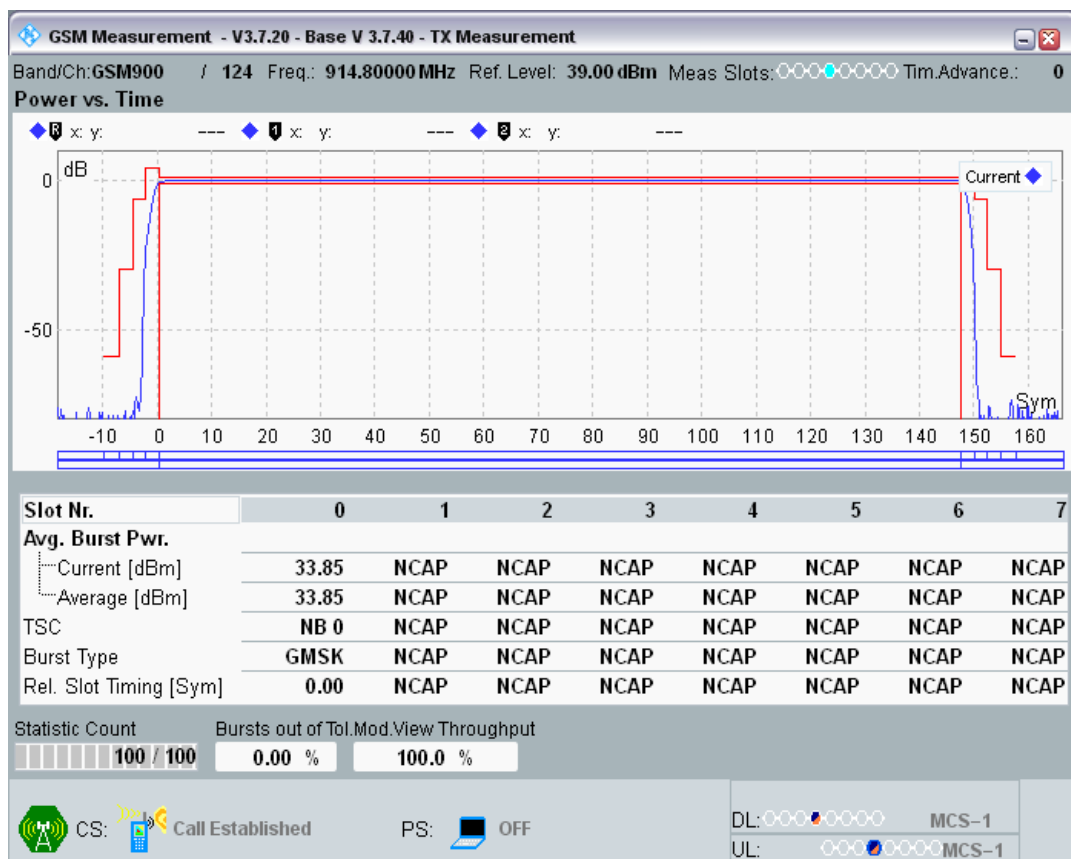 GSM Measurement - V3.7.20 - Base V 3.7.40 - TX Measurement
Band/Ch:GSM900 / 124 Freq.: 914.80000 MHz Ref. Level: 39.00 dBm Meas Slots: Tim.Advance.: 0
Power vs. Time
R x: y: --- 1 x: y: --- 2 x: y: ---
dB
Current
0
-50
Sym
-10 0 10 20 30 40 50 60 70 80 90 100 110 120 130 140 150 160
Slot Nr. 0 1 2 3 4 5 6 7
Avg. Burst Pwr.
Current [dBm] 33.85 NCAP NCAP NCAP NCAP NCAP NCAP NCAP
Average [dBm] 33.85 NCAP NCAP NCAP NCAP NCAP NCAP NCAP
TSC NB 0 NCAP NCAP NCAP NCAP NCAP NCAP NCAP
Burst Type GMSK NCAP NCAP NCAP NCAP NCAP NCAP NCAP
Rel. Slot Timing [Sym] 0.00 NCAP NCAP NCAP NCAP NCAP NCAP NCAP
Statistic Count Bursts out of Tol.Mod.View Throughput
100 / 100 0.00 % 100.0 %
CS: Call Established PS: OFF
DL: MCS-1
UL: MCS-1